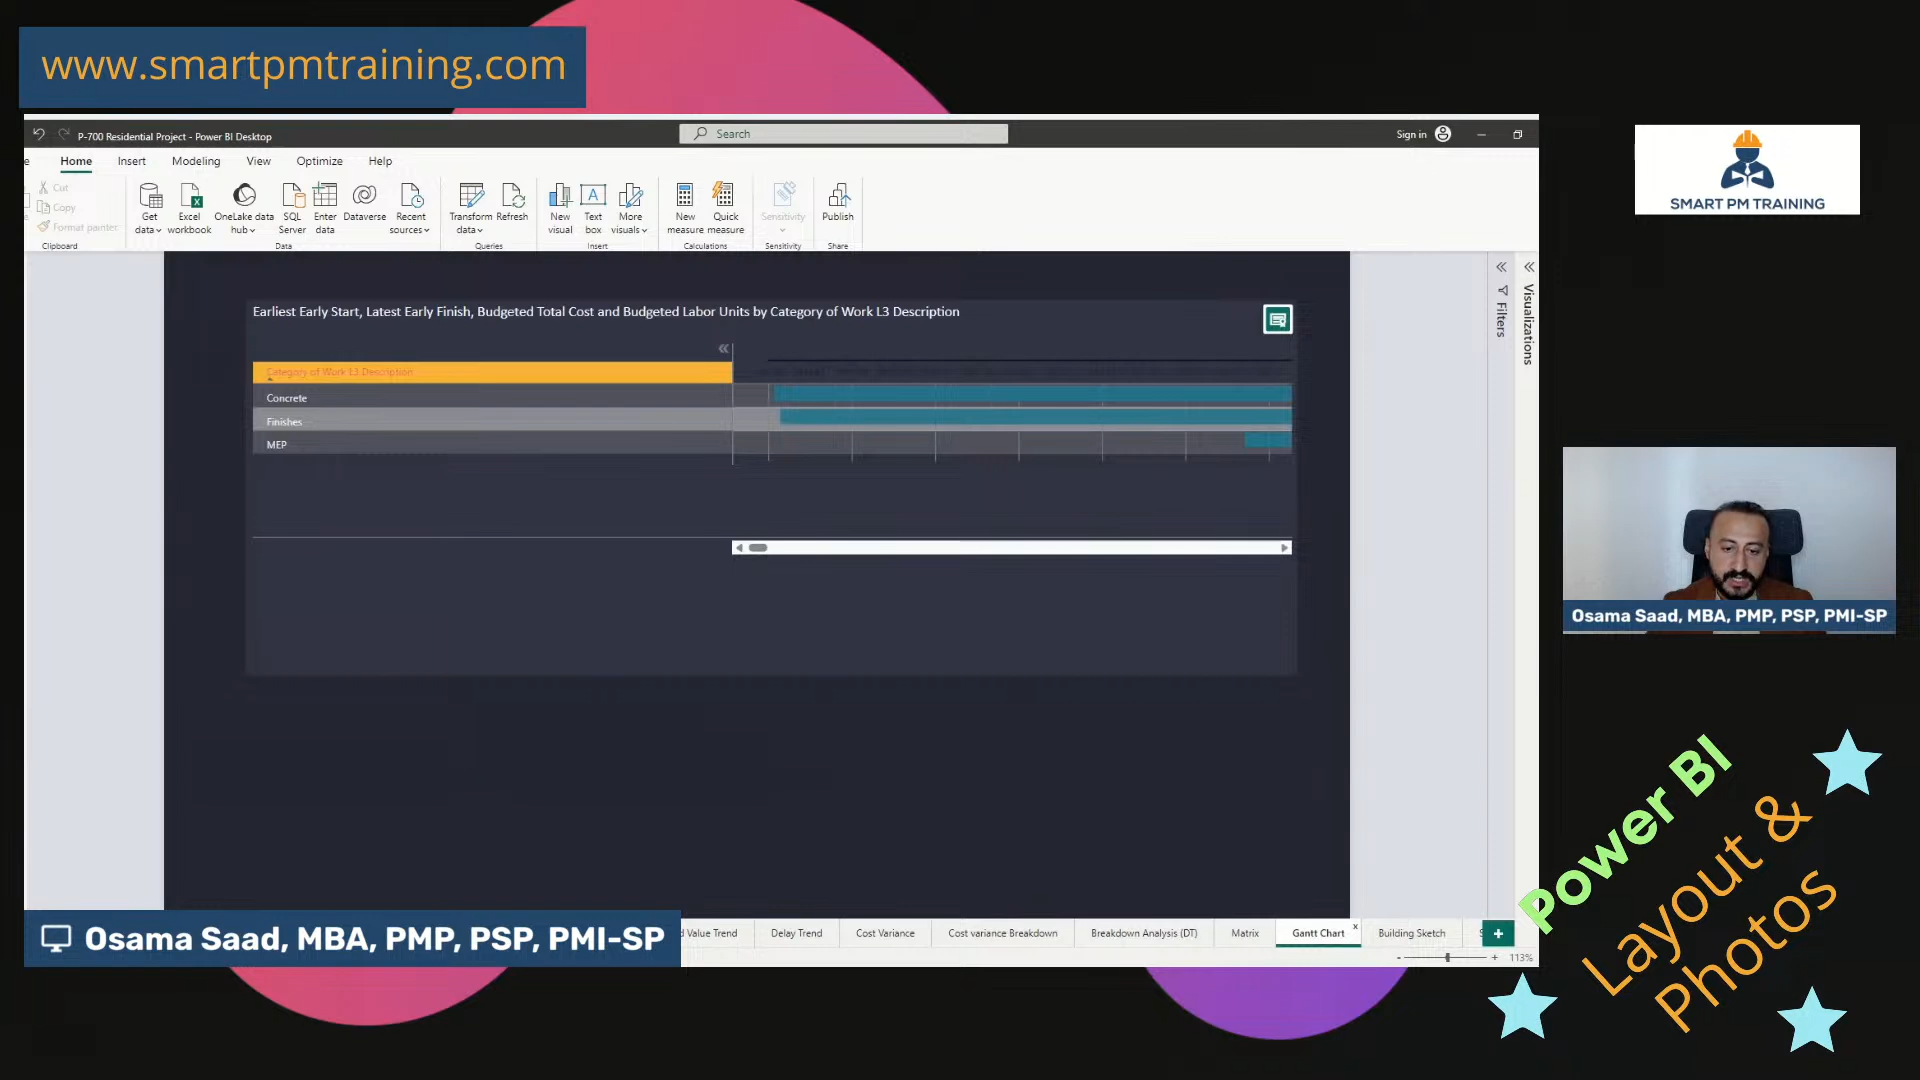 www.smartpmtraining.com
P-700 Residential Project - Power BI Desktop
Search
Sign in
Home Insert Modeling View Optimize Help
Cut
Copy
Format painter
Clipboard
Get data
Excel workbook
OneLake data hub
SQL Server
Enter data
Dataverse
Recent sources
Data
Transform data
Refresh
Queries
New visual
Text box
More visuals
Insert
New measure
Quick measure
Calculations
Sensitivity
Sensitivity
Publish
Share
SMART PM TRAINING
Earliest Early Start, Latest Early Finish, Budgeted Total Cost and Budgeted Labor Units by Category of Work L3 Description
Category of Work L3 Description
Concrete
Finishes
MEP
Filters
Visualizations
Osama Saad, MBA, PMP, PSP, PMI-SP
Power BI
Layout &
Photos
Osama Saad, MBA, PMP, PSP, PMI-SP
d Value Trend Delay Trend Cost Variance Cost variance Breakdown Breakdown Analysis (DT) Matrix Gantt Chart Building Sketch
113%